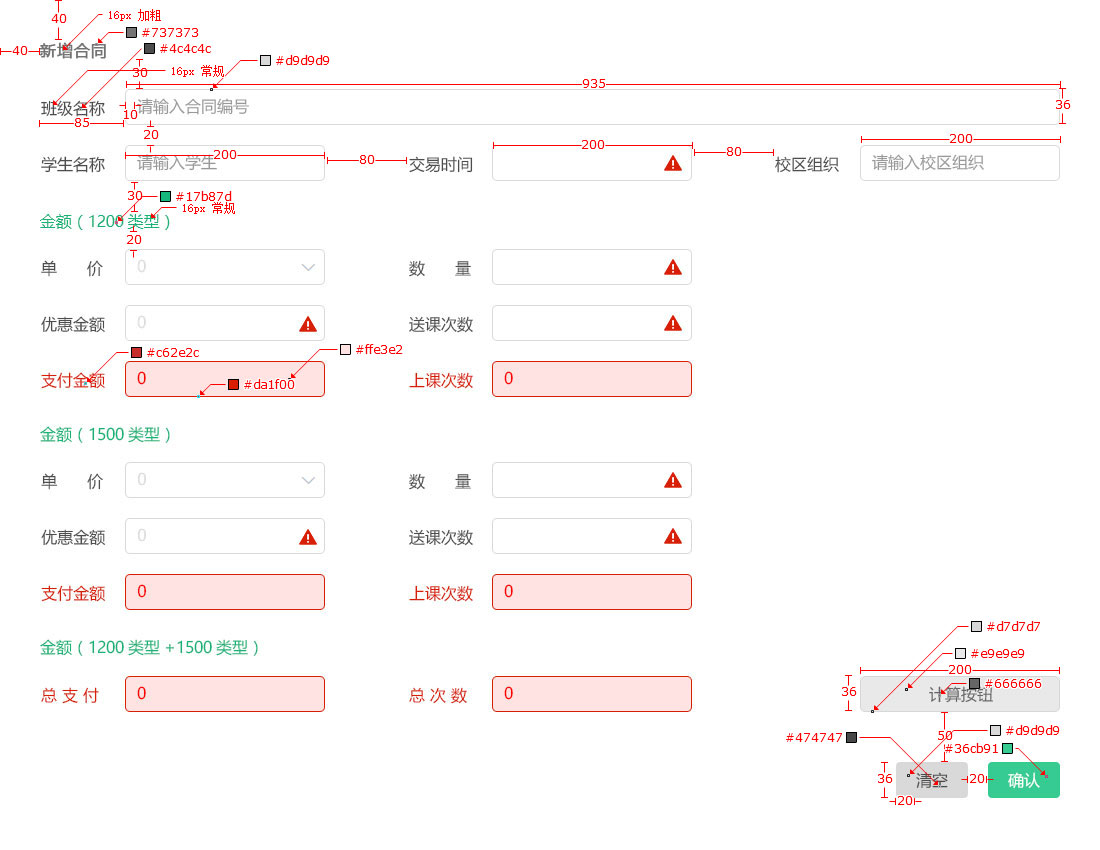 40
16px 加粗
#737373
40 新增合同
#4c4c4c
30
16px 常规
#d9d9d9
935
班级名称
10
请输入合同编号
36
85
20
学生名称
请输入学生
200
80
交易时间
200
80
校区组织
200
请输入校区组织
30
#17b87d
16px 常规
金额（1200 类型）
20
单 价
0
数 量
优惠金额
0
送课次数
#c62e2c
#ffe3e2
支付金额
0
#da1f00
上课次数
0
金额（1500 类型）
单 价
0
数 量
优惠金额
0
送课次数
支付金额
0
上课次数
0
金额（1200 类型 +1500 类型）
#d7d7d7
#e9e9e9
200
总 支 付
0
总 次 数
0
36
计算按钮
#666666
50
#d9d9d9
#474747
#36cb91
36
清空
20
确认
20